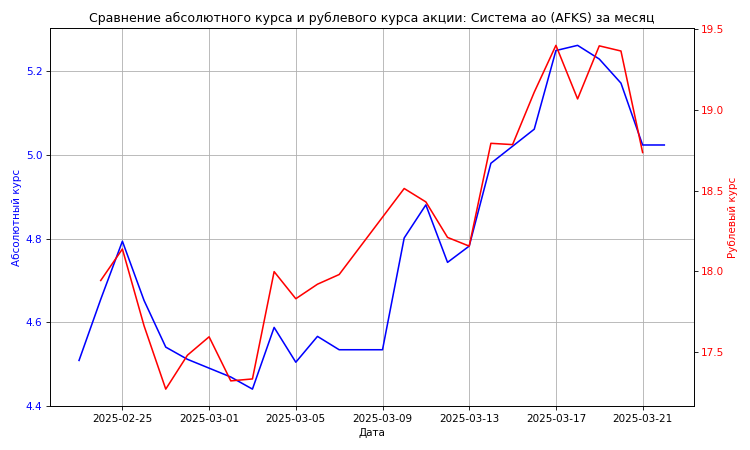 Сравнение абсолютного курса и рублевого курса акции: Система ао (AFKS) за месяц
Абсолютный курс
5.2
5.0
4.8
4.6
4.4
19.5
19.0
18.5
18.0
17.5
Рублевый курс
2025-02-25 2025-03-01 2025-03-05 2025-03-09 2025-03-13 2025-03-17 2025-03-21
Дата